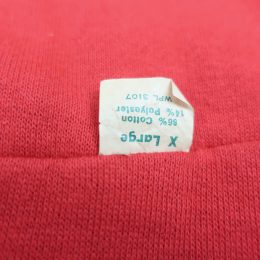 X Large
86% Cotton
14% Polyester
WPL 5107